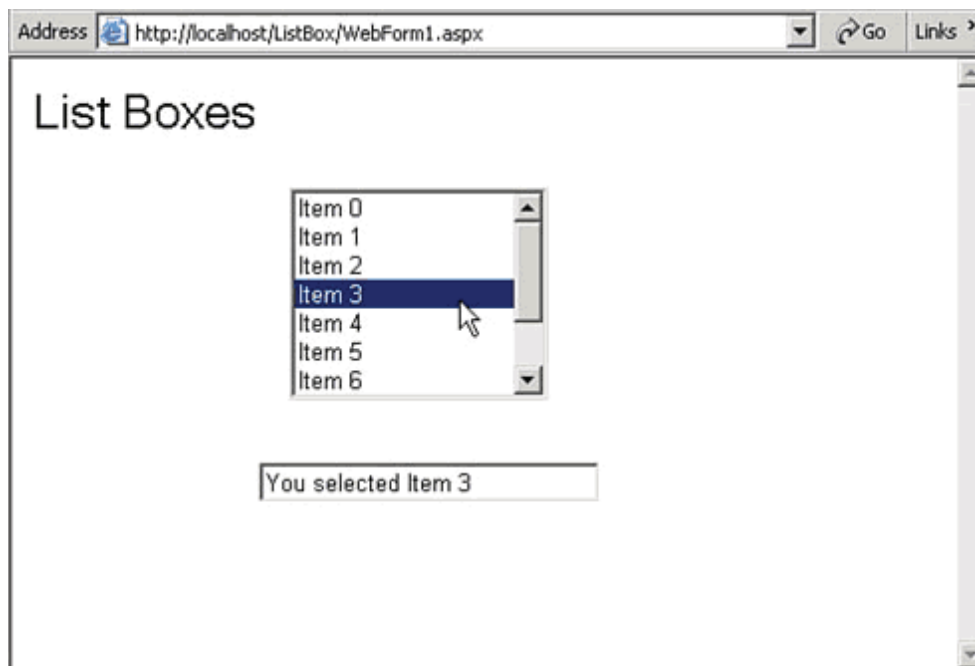 Address http://localhost/ListBox/WebForm1.aspx Go Links
List Boxes
Item 0
Item 1
Item 2
Item 3
Item 4
Item 5
Item 6
You selected Item 3